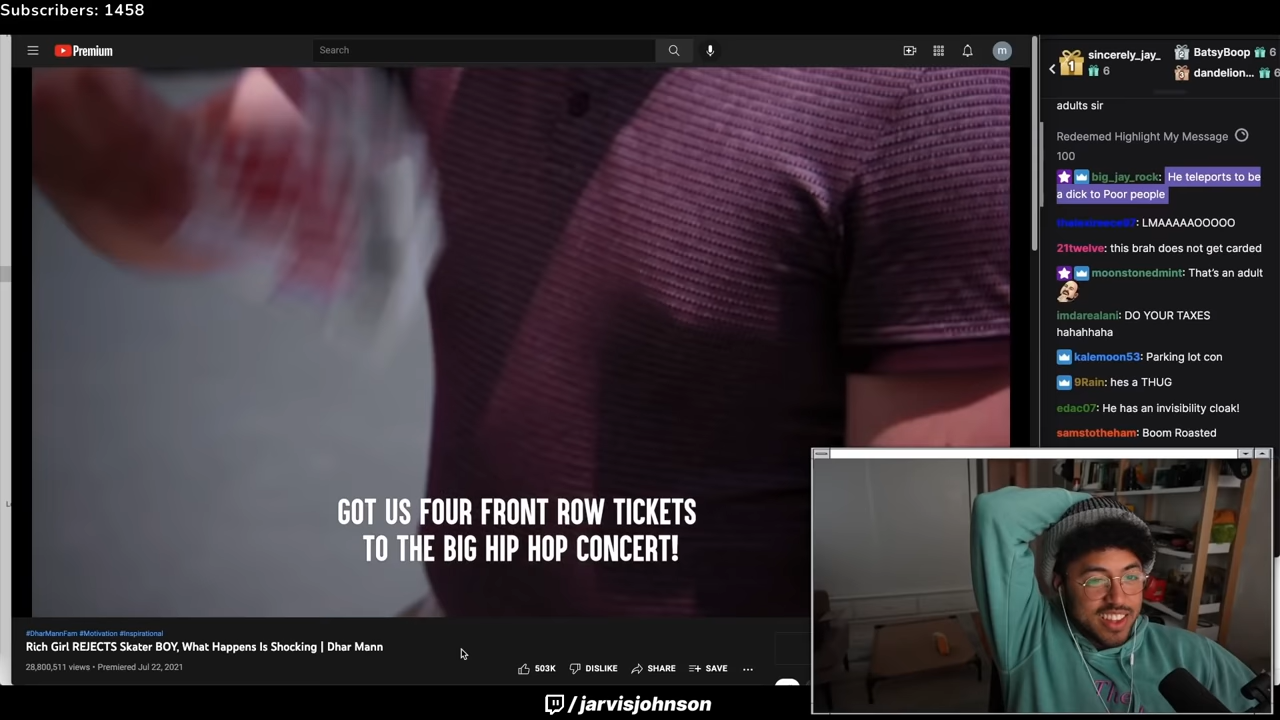 Subscribers: 1458
Premium
Search
m
1
sincerely_jay_
6
2
BatsyBoop
6
3
dandelion...
6
adults sir
Redeemed Highlight My Message
100
big_jay_rock: He teleports to be
a dick to Poor people
: LMAAAAAOOOOO
21twelve: this brah does not get carded
moonstonedmint: That's an adult
imdarealani: DO YOUR TAXES
hahahhaha
kalemoon53: Parking lot con
9Rain: hes a THUG
edac07: He has an invisibility cloak!
samstotheham: Boom Roasted
GOT US FOUR FRONT ROW TICKETS
TO THE BIG HIP HOP CONCERT!
#DharMannFam #Motivation #Inspirational
Rich Girl REJECTS Skater BOY, What Happens Is Shocking | Dhar Mann
28,800,511 views • Premiered Jul 22, 2021
503K
DISLIKE
SHARE
SAVE
The
/jarvisjohnson